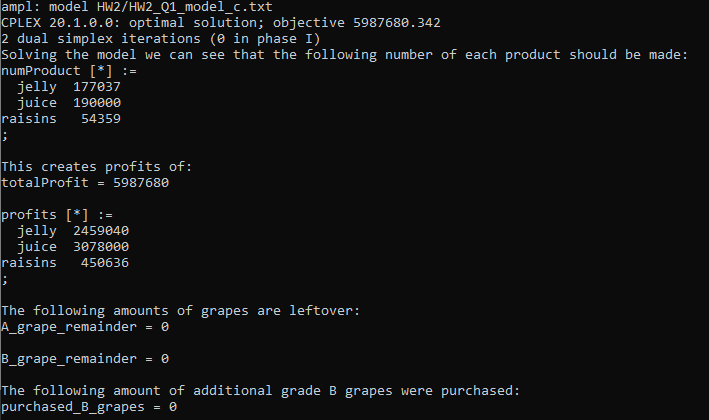 ampl: model HW2/HW2_Q1_model_c.txt
CPLEX 20.1.0.0: optimal solution; objective 5987680.342
2 dual simplex iterations (0 in phase I)
Solving the model we can see that the following number of each product should be made:
numProduct [*] :=
  jelly  177037
  juice  190000
raisins   54359
;
This creates profits of:
totalProfit = 5987680
profits [*] :=
  jelly  2459040
  juice  3078000
raisins   450636
;
The following amounts of grapes are leftover:
A_grape_remainder = 0
B_grape_remainder = 0
The following amount of additional grade B grapes were purchased:
purchased_B_grapes = 0